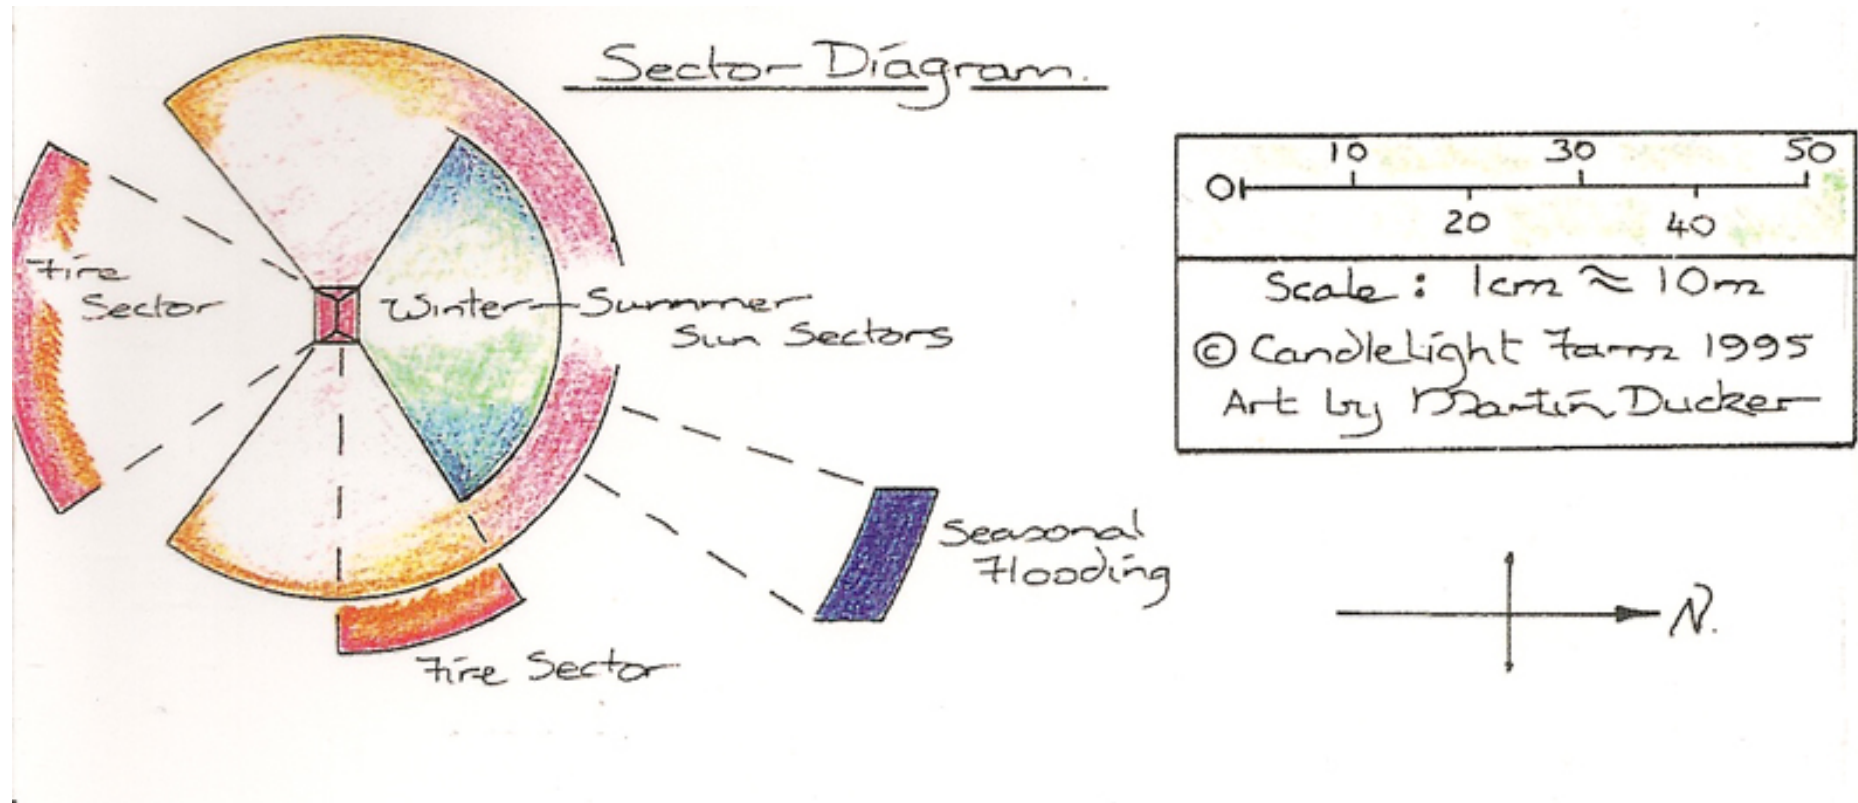 Sector Diagram.
10 30 50
0
20 40
Scale : 1cm ≈ 10m
© Candlelight Farm 1995
Art by Martin Ducker
Fire
Sector
Winter - Summer
Sun Sectors
Seasonal
Flooding
Fire Sector
N.